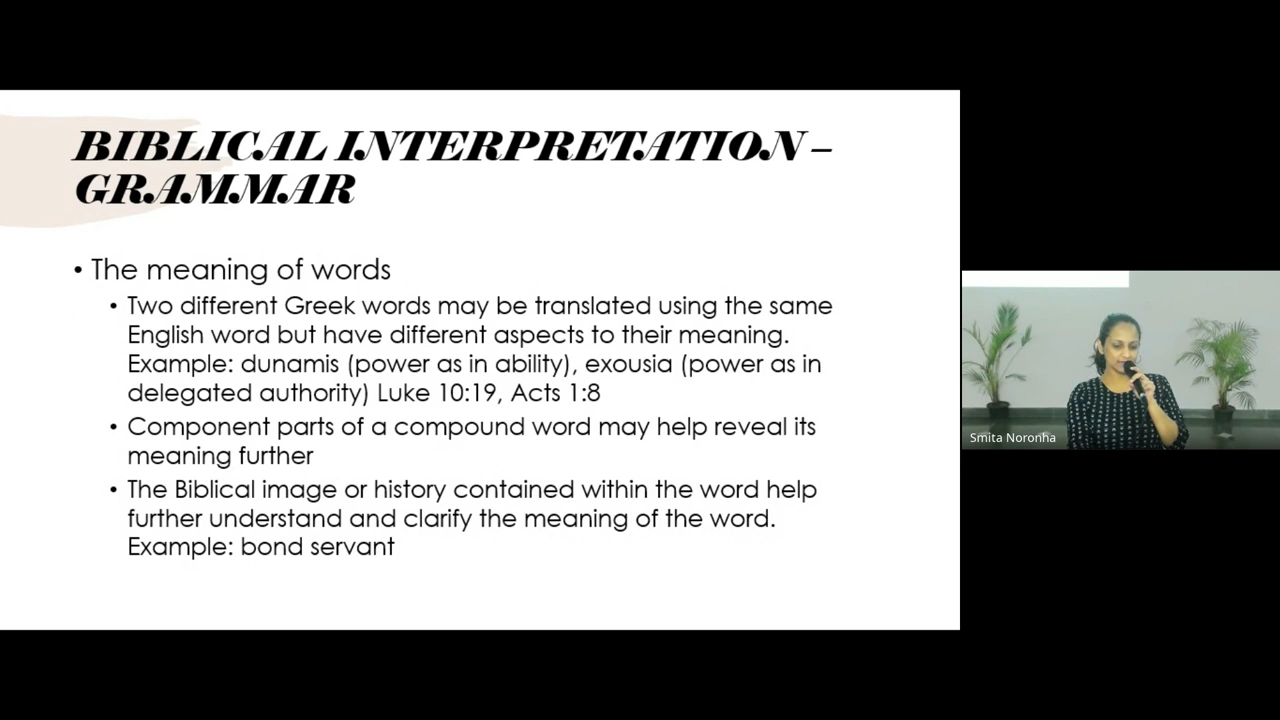 BIBLICAL INTERPRETATION –
GRAMMAR
• The meaning of words
• Two different Greek words may be translated using the same
English word but have different aspects to their meaning.
Example: dunamis (power as in ability), exousia (power as in
delegated authority) Luke 10:19, Acts 1:8
• Component parts of a compound word may help reveal its
meaning further
• The Biblical image or history contained within the word help
further understand and clarify the meaning of the word.
Example: bond servant
Smita Noronha